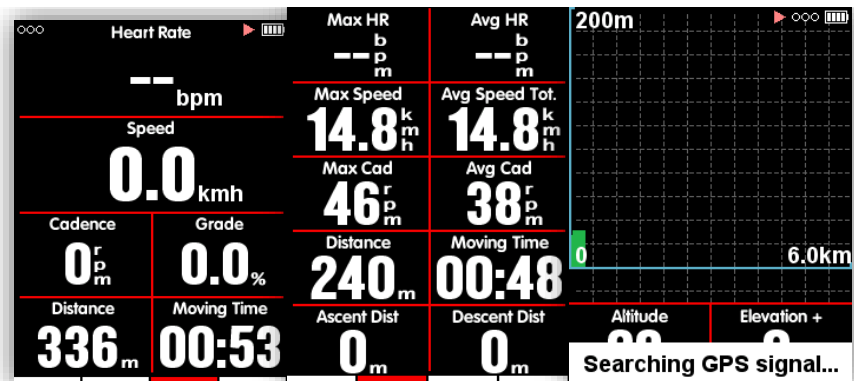 Heart Rate
--
bpm
Speed
0.0 kmh
Cadence Grade
0 rpm 0.0 %
Distance Moving Time
336 m 00:53
Max HR Avg HR
-- bpm -- bpm
Max Speed Avg Speed Tot.
14.8 kmh 14.8 kmh
Max Cad Avg Cad
46 rpm 38 rpm
Distance Moving Time
240 m 00:48
Ascent Dist Descent Dist
0 m 0 m
200m
0 6.0km
Altitude Elevation +
Searching GPS signal...